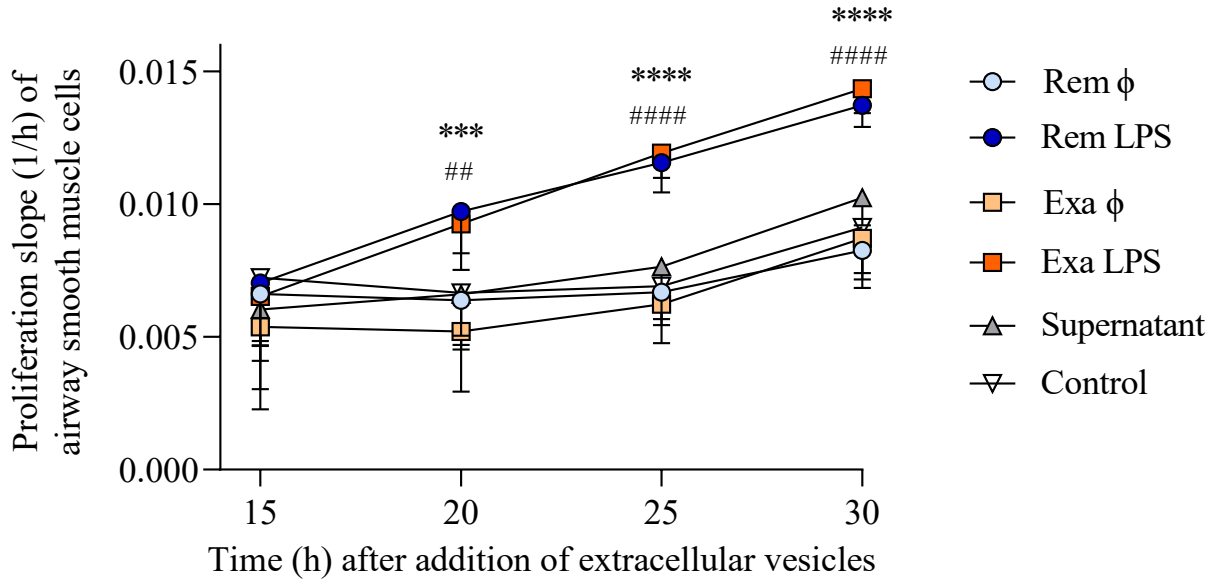 Proliferation slope (1/h) of
airway smooth muscle cells
0.015
0.010
0.005
0.000
15 20 25 30
Time (h) after addition of extracellular vesicles
***
##
****
####
****
####
Rem ϕ
Rem LPS
Exa ϕ
Exa LPS
Supernatant
Control